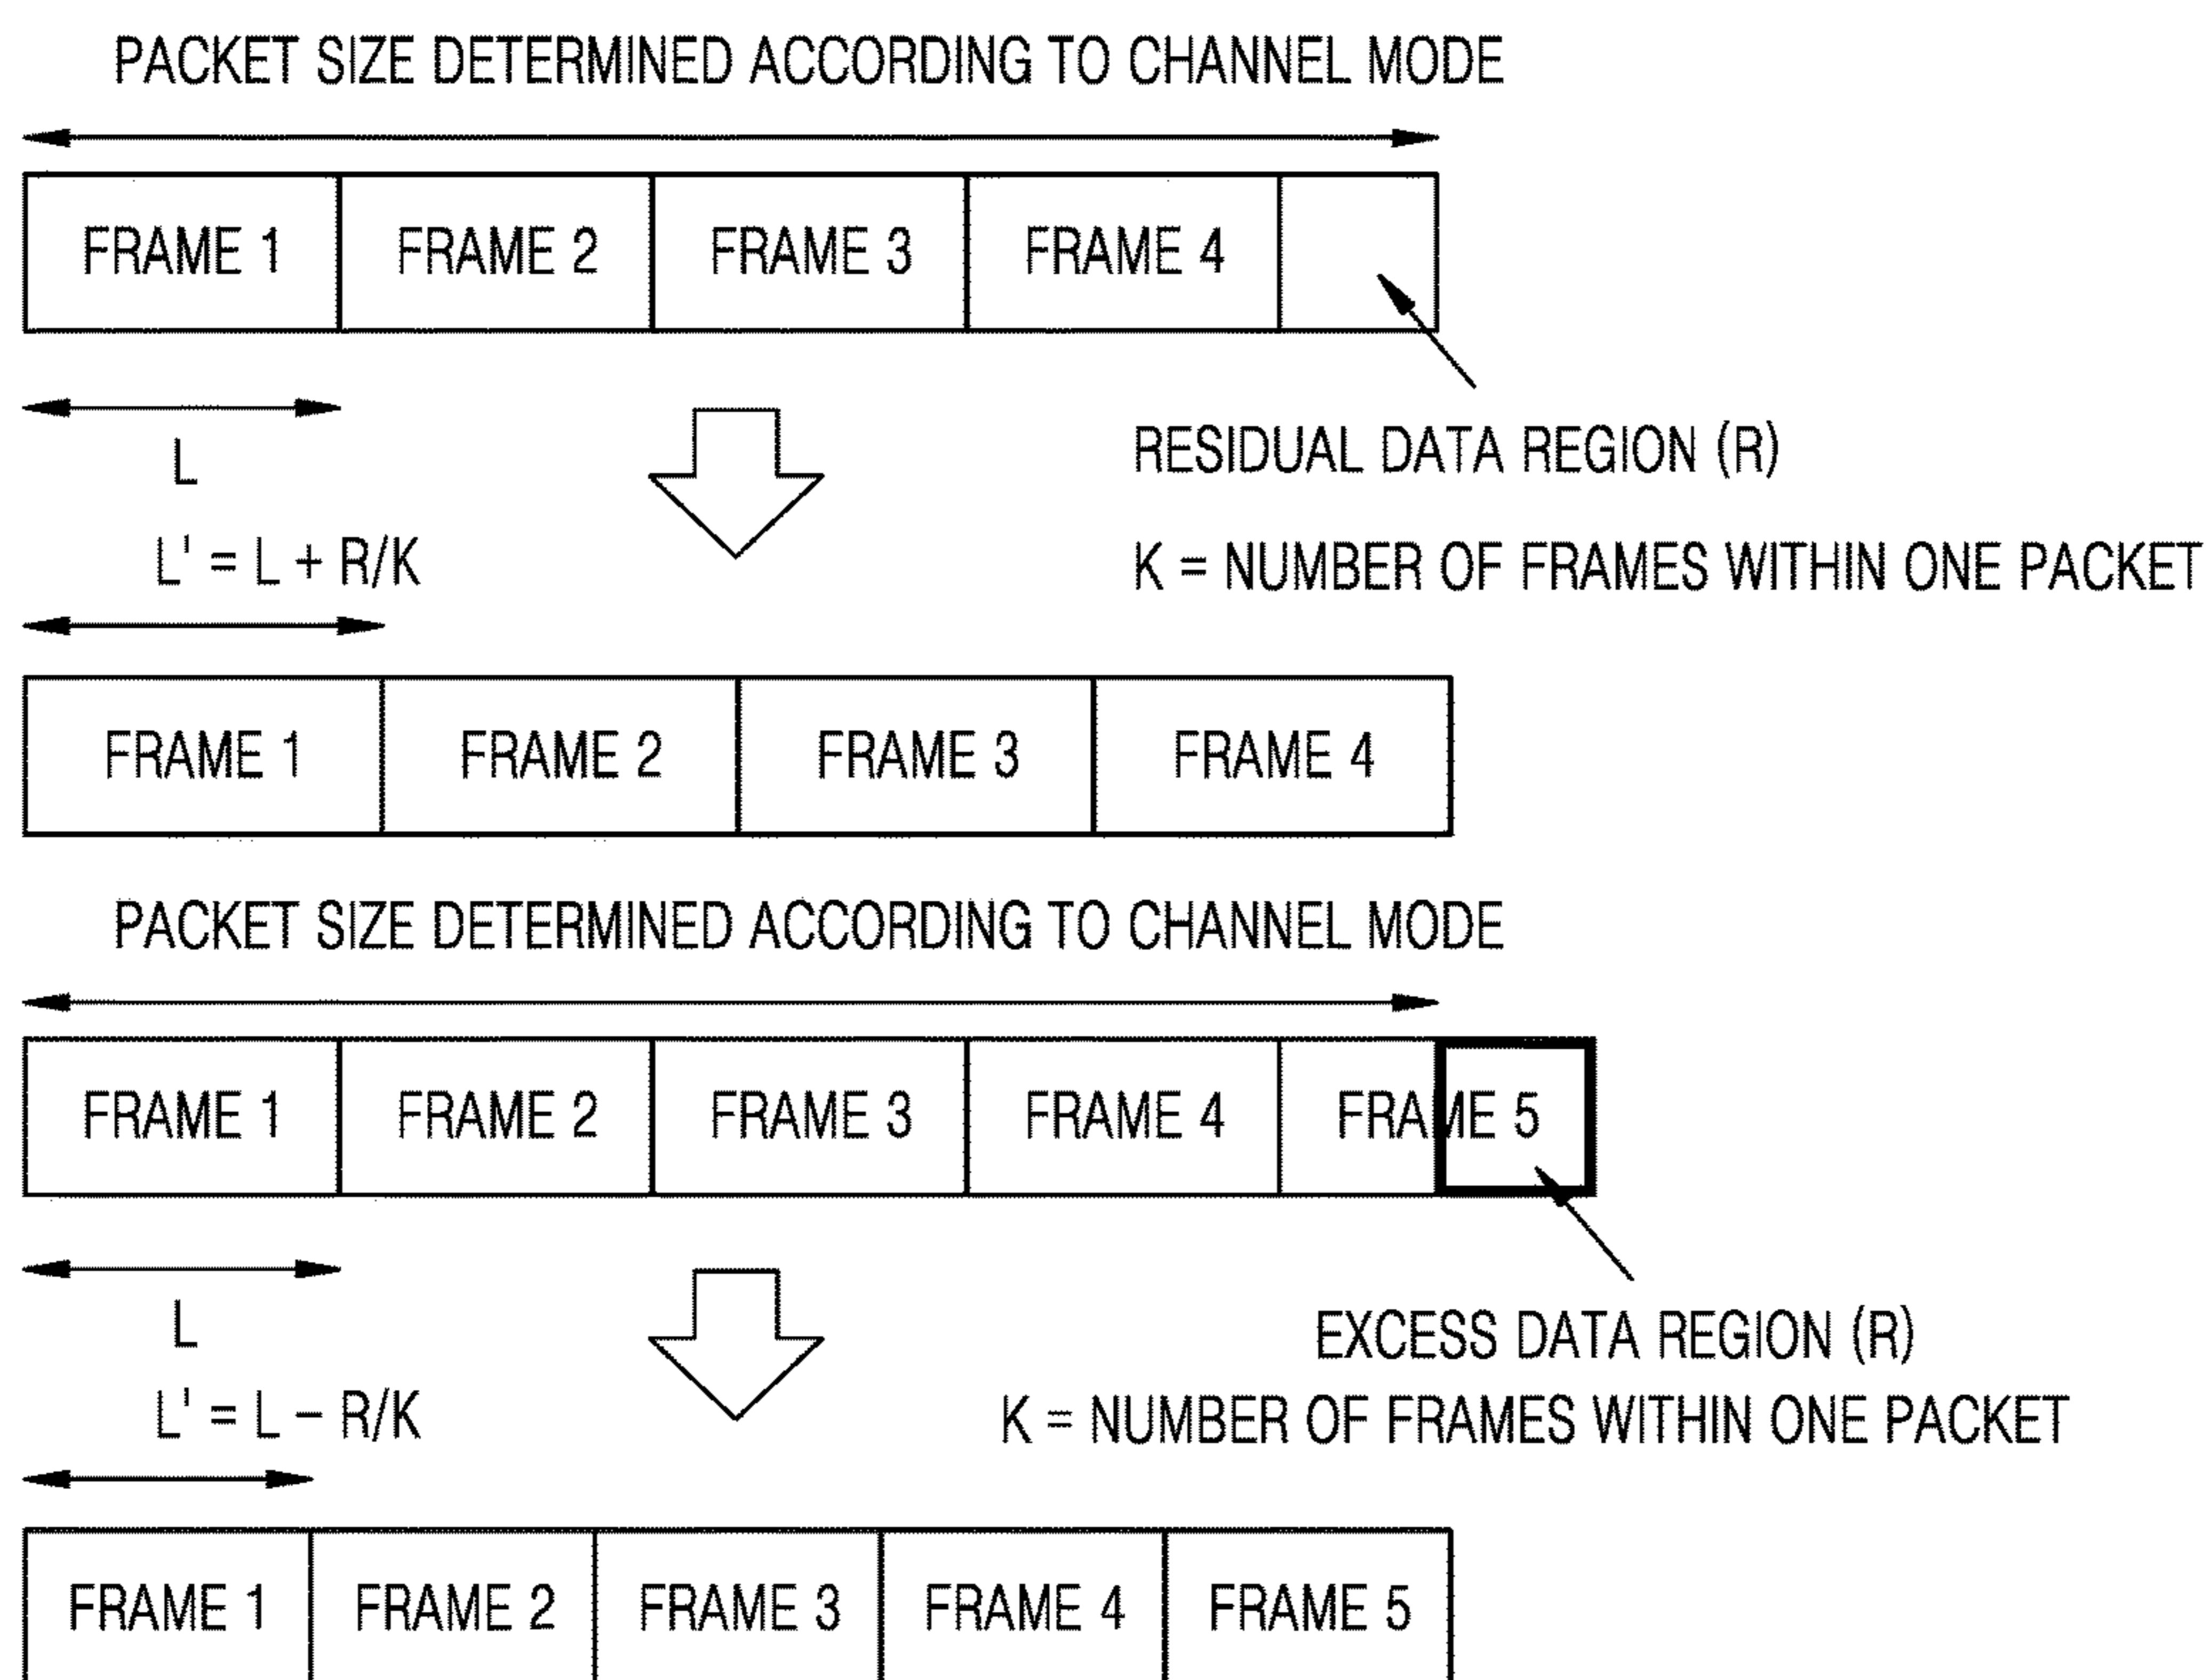 PACKET SIZE DETERMINED ACCORDING TO CHANNEL MODE
FRAME 1 FRAME 2 FRAME 3 FRAME 4
L
RESIDUAL DATA REGION (R)
L' = L + R/K
K = NUMBER OF FRAMES WITHIN ONE PACKET
FRAME 1 FRAME 2 FRAME 3 FRAME 4
PACKET SIZE DETERMINED ACCORDING TO CHANNEL MODE
FRAME 1 FRAME 2 FRAME 3 FRAME 4 FRAME 5
L
EXCESS DATA REGION (R)
L' = L – R/K
K = NUMBER OF FRAMES WITHIN ONE PACKET
FRAME 1 FRAME 2 FRAME 3 FRAME 4 FRAME 5